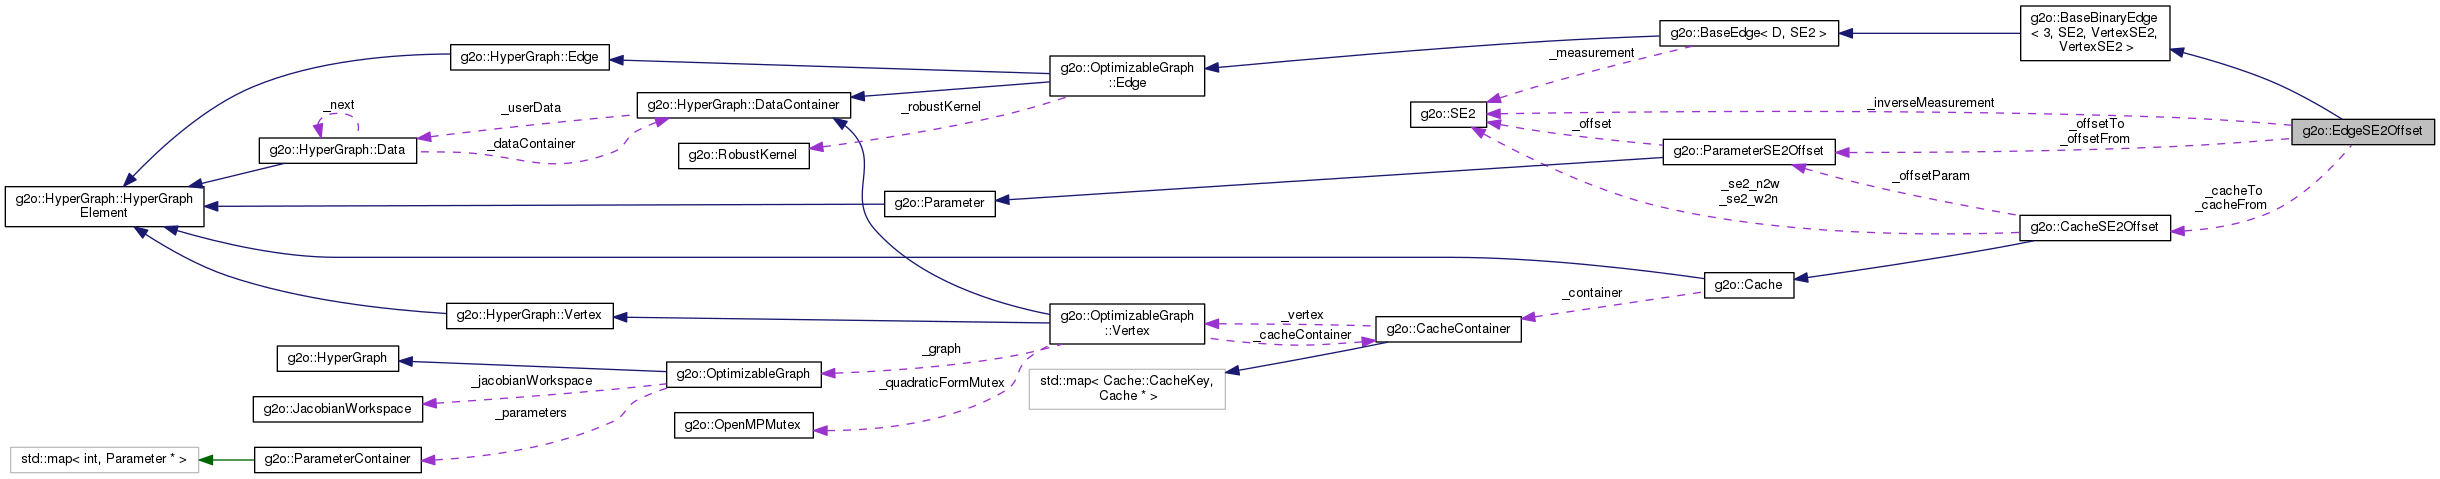 g2o::BaseBinaryEdge
< 3, SE2, VertexSE2,
VertexSE2 >
g2o::BaseEdge< D, SE2 >
g2o::HyperGraph::Edge
_measurement
g2o::OptimizableGraph
::Edge
_next
_userData
g2o::HyperGraph::DataContainer
_robustKernel
g2o::SE2
_inverseMeasurement
_offset
_offsetTo
_offsetFrom
g2o::EdgeSE2Offset
_dataContainer
g2o::HyperGraph::Data
g2o::RobustKernel
g2o::ParameterSE2Offset
_offsetParam
_se2_n2w
_se2_w2n
_cacheTo
_cacheFrom
g2o::HyperGraph::HyperGraph
Element
g2o::Parameter
g2o::CacheSE2Offset
g2o::Cache
_container
g2o::HyperGraph::Vertex
g2o::OptimizableGraph
::Vertex
_vertex
_cacheContainer
g2o::CacheContainer
_graph
g2o::HyperGraph
g2o::OptimizableGraph
_jacobianWorkspace
_quadraticFormMutex
std::map< Cache::CacheKey,
Cache * >
g2o::JacobianWorkspace
_parameters
g2o::OpenMPMutex
std::map< int, Parameter * >
g2o::ParameterContainer